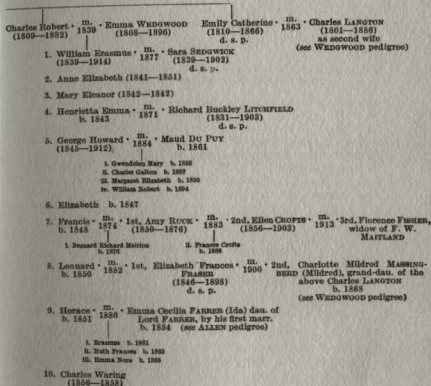 Charles Robert · m. 1839 · Emma WEDGWOOD Emily Catherine · m. 1863 · Charles LANGTON
(1809—1882) (1808—1896) (1810—1866) (1801—1886)
d. s. p. as second wife
(see WEDGWOOD pedigree)
1. William Erasmus · m. 1877 · Sara SEDGWICK
(1839—1914) (1839—1902)
d. s. p.
2. Anne Elizabeth (1841—1851)
3. Mary Eleanor (1842—1842)
4. Henrietta Emma · m. 1871 · Richard Buckley LITCHFIELD
b. 1843 (1831—1903)
d. s. p.
5. George Howard · m. 1884 · Maud DU PUY
(1845—1912) b. 1861
i. Gwendolen Mary b. 1885
ii. Charles Galton b. 1887
iii. Margaret Elizabeth b. 1890
iv. William Robert b. 1894
6. Elizabeth b. 1847
7. Francis · m. 1874 · 1st, Amy RUCK · m. 1883 · 2nd, Ellen CROFTS · m. 1913 · 3rd, Florence FISHER,
b. 1848 (1850—1876) (1856—1903) widow of F. W.
MAITLAND
i. Bernard Richard Meirion ii. Frances Crofts
b. 1876 b. 1886
8. Leonard · m. 1882 · 1st, Elizabeth Frances · m. 1900 · 2nd, Charlotte Mildred MASSING-
b. 1850 FRASER BERD (Mildred), grand-dau. of the
(1846—1898) above Charles LANGTON
d. s. p. b. 1868
(see WEDGWOOD pedigree)
9. Horace · m. 1880 · Emma Cecilia FARRER (Ida) dau. of
b. 1851 Lord FARRER, by his first marr.
b. 1854 (see ALLEN pedigree)
i. Erasmus b. 1881
ii. Ruth Frances b. 1883
iii. Emma Nora b. 1885
10. Charles Waring
(1856—1858)